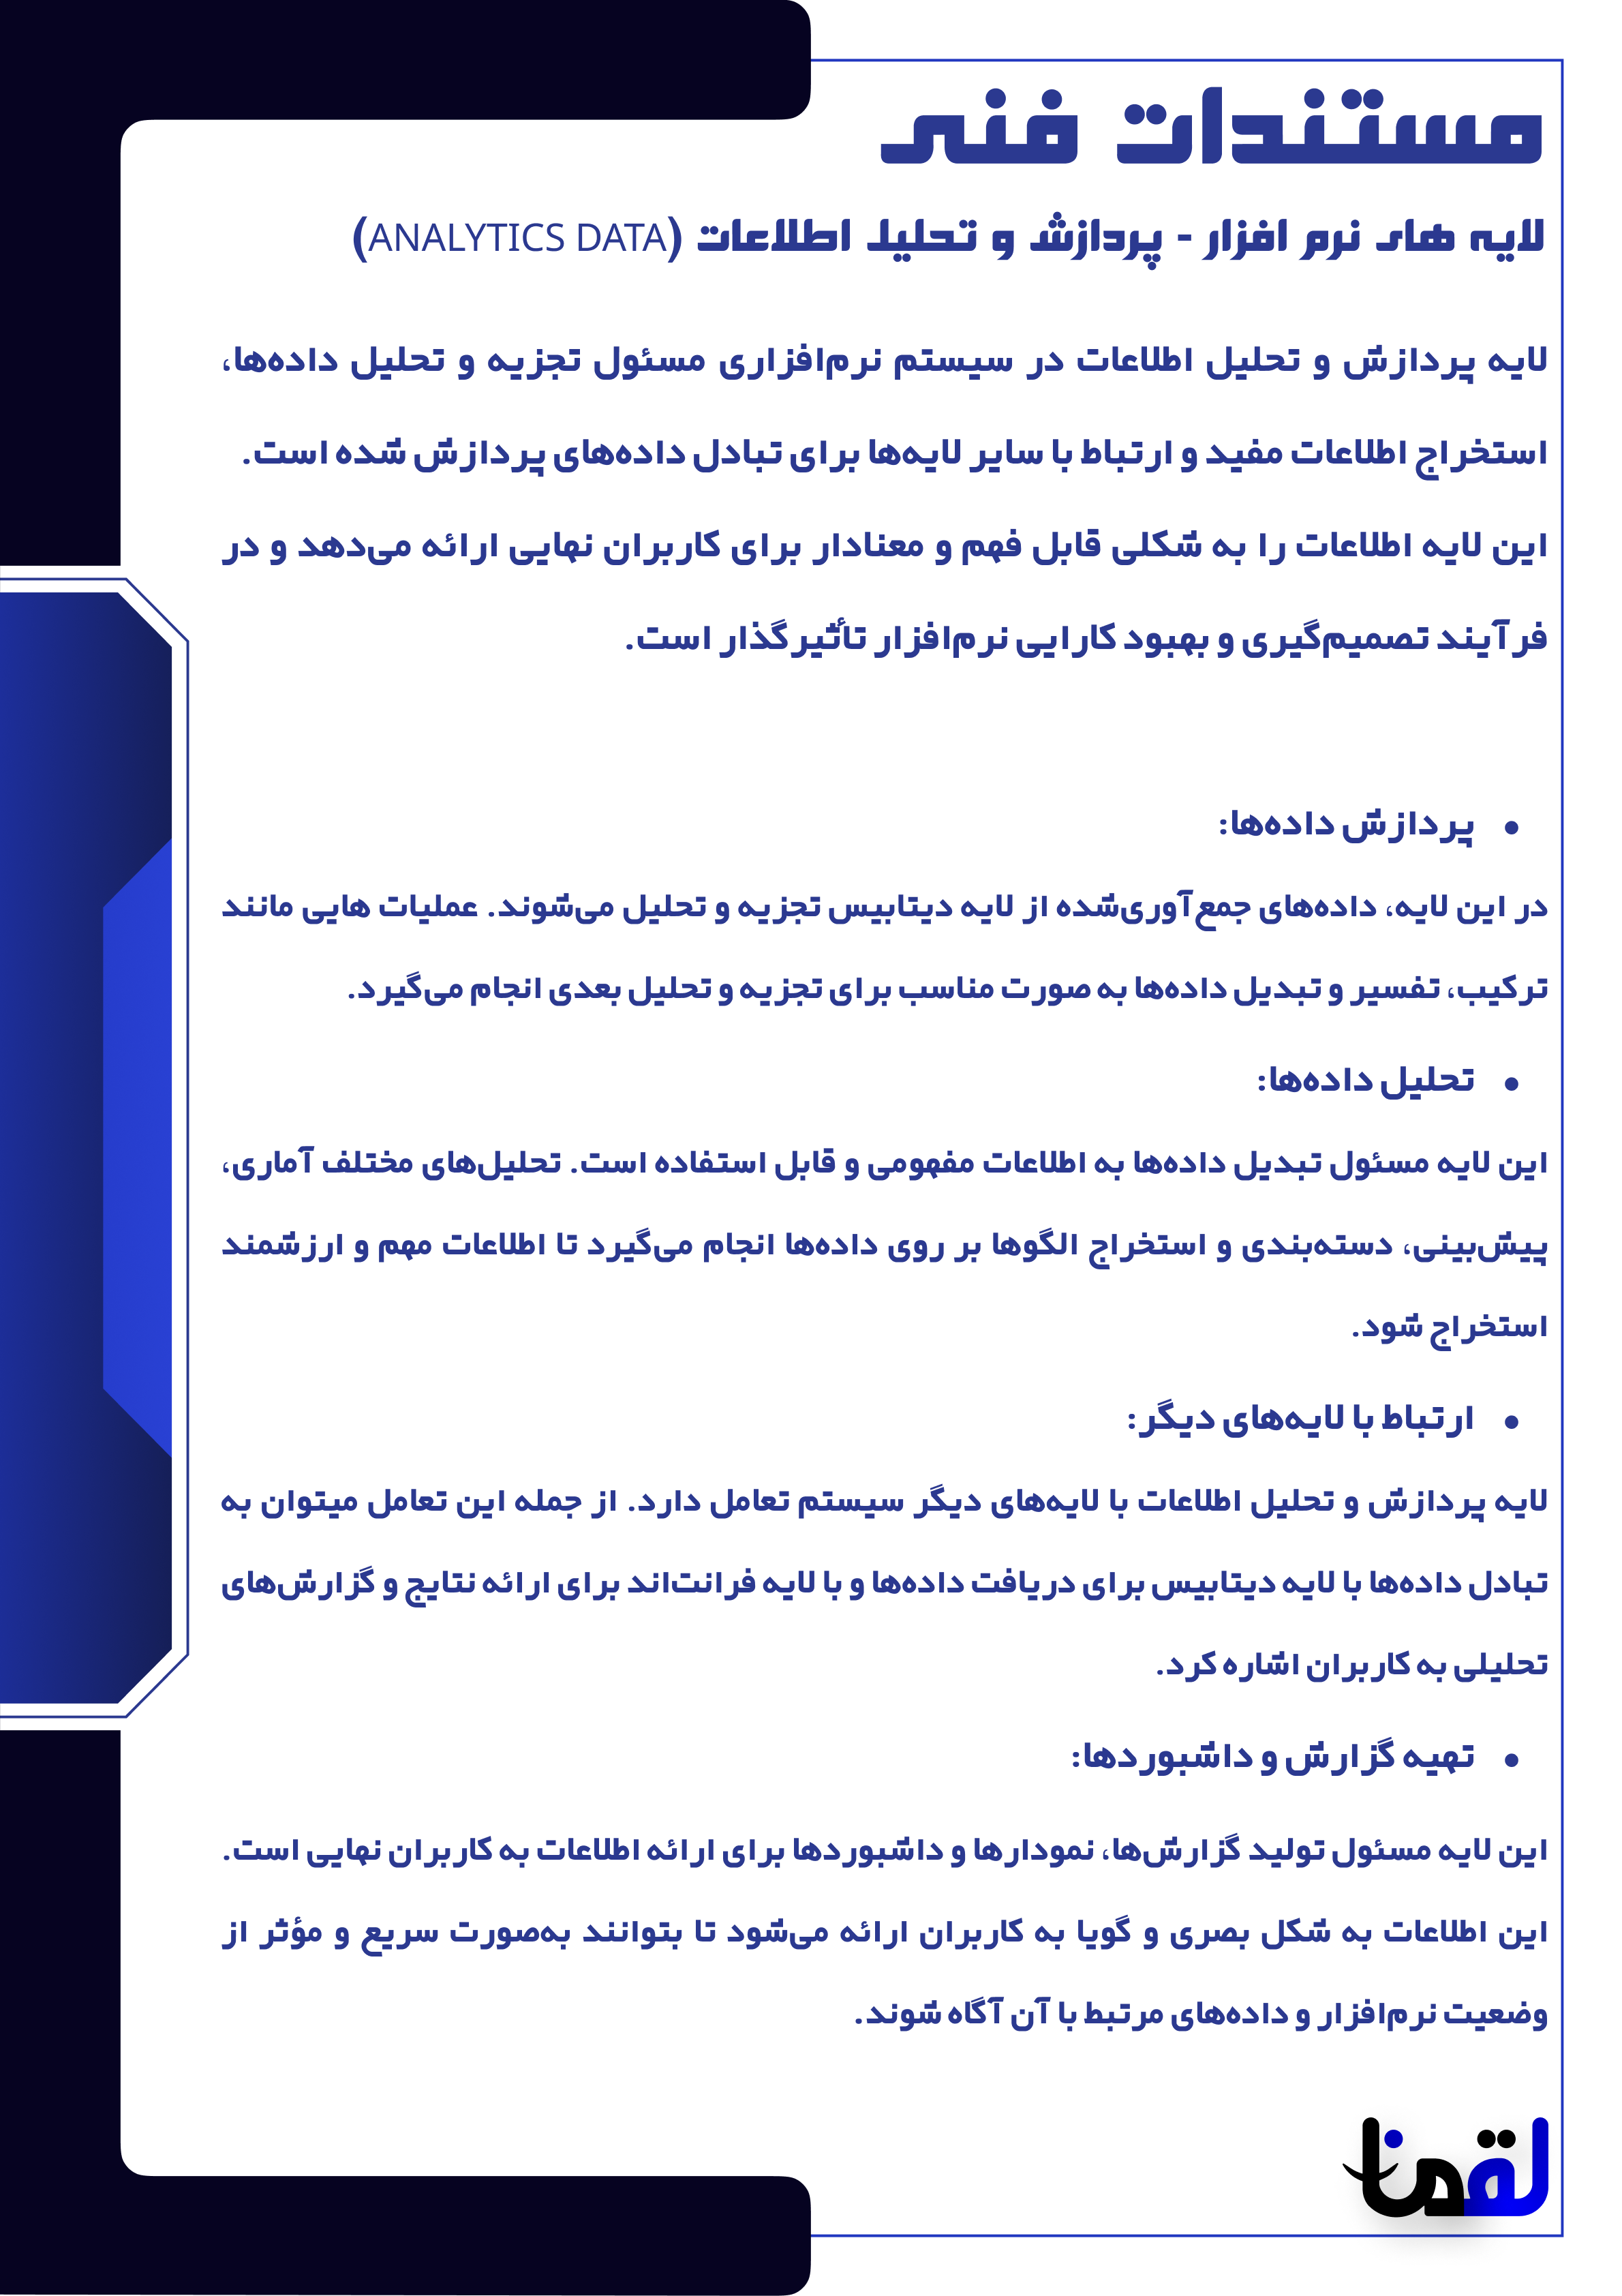 مستندات فنی
لایه های نرم افزار - پردازش و تحلیل اطلاعات (ANALYTICS DATA)
لایه پردازش و تحلیل اطلاعات در سیستم نرم‌افزاری مسئول تجزیه و تحلیل داده‌ها،
استخراج اطلاعات مفید و ارتباط با سایر لایه‌ها برای تبادل داده‌های پردازش شده است.
این لایه اطلاعات را به شکلی قابل فهم و معنادار برای کاربران نهایی ارائه می‌دهد و در
فرآیند تصمیم‌گیری و بهبود کارایی نرم‌افزار تأثیرگذار است.
• پردازش داده‌ها:
در این لایه، داده‌های جمع‌آوری‌شده از لایه دیتابیس تجزیه و تحلیل می‌شوند. عملیات هایی مانند
ترکیب، تفسیر و تبدیل داده‌ها به صورت مناسب برای تجزیه و تحلیل بعدی انجام می‌گیرد.
• تحلیل داده‌ها:
این لایه مسئول تبدیل داده‌ها به اطلاعات مفهومی و قابل استفاده است. تحلیل‌های مختلف آماری،
پیش‌بینی، دسته‌بندی و استخراج الگوها بر روی داده‌ها انجام می‌گیرد تا اطلاعات مهم و ارزشمند
استخراج شود.
• ارتباط با لایه‌های دیگر:
لایه پردازش و تحلیل اطلاعات با لایه‌های دیگر سیستم تعامل دارد. از جمله این تعامل میتوان به
تبادل داده‌ها با لایه دیتابیس برای دریافت داده‌ها و با لایه فرانت‌اند برای ارائه نتایج و گزارش‌های
تحلیلی به کاربران اشاره کرد.
• تهیه گزارش و داشبوردها:
این لایه مسئول تولید گزارش‌ها، نمودارها و داشبوردها برای ارائه اطلاعات به کاربران نهایی است.
این اطلاعات به شکل بصری و گویا به کاربران ارائه می‌شود تا بتوانند به‌صورت سریع و مؤثر از
وضعیت نرم‌افزار و داده‌های مرتبط با آن آگاه شوند.